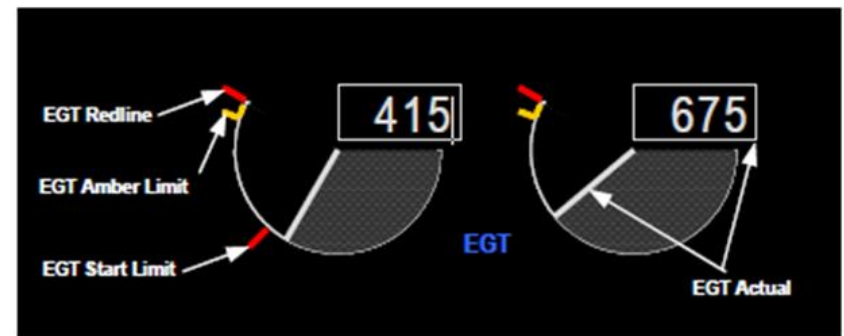 415
675
EGT Redline
EGT Amber Limit
EGT
EGT Start Limit
EGT Actual